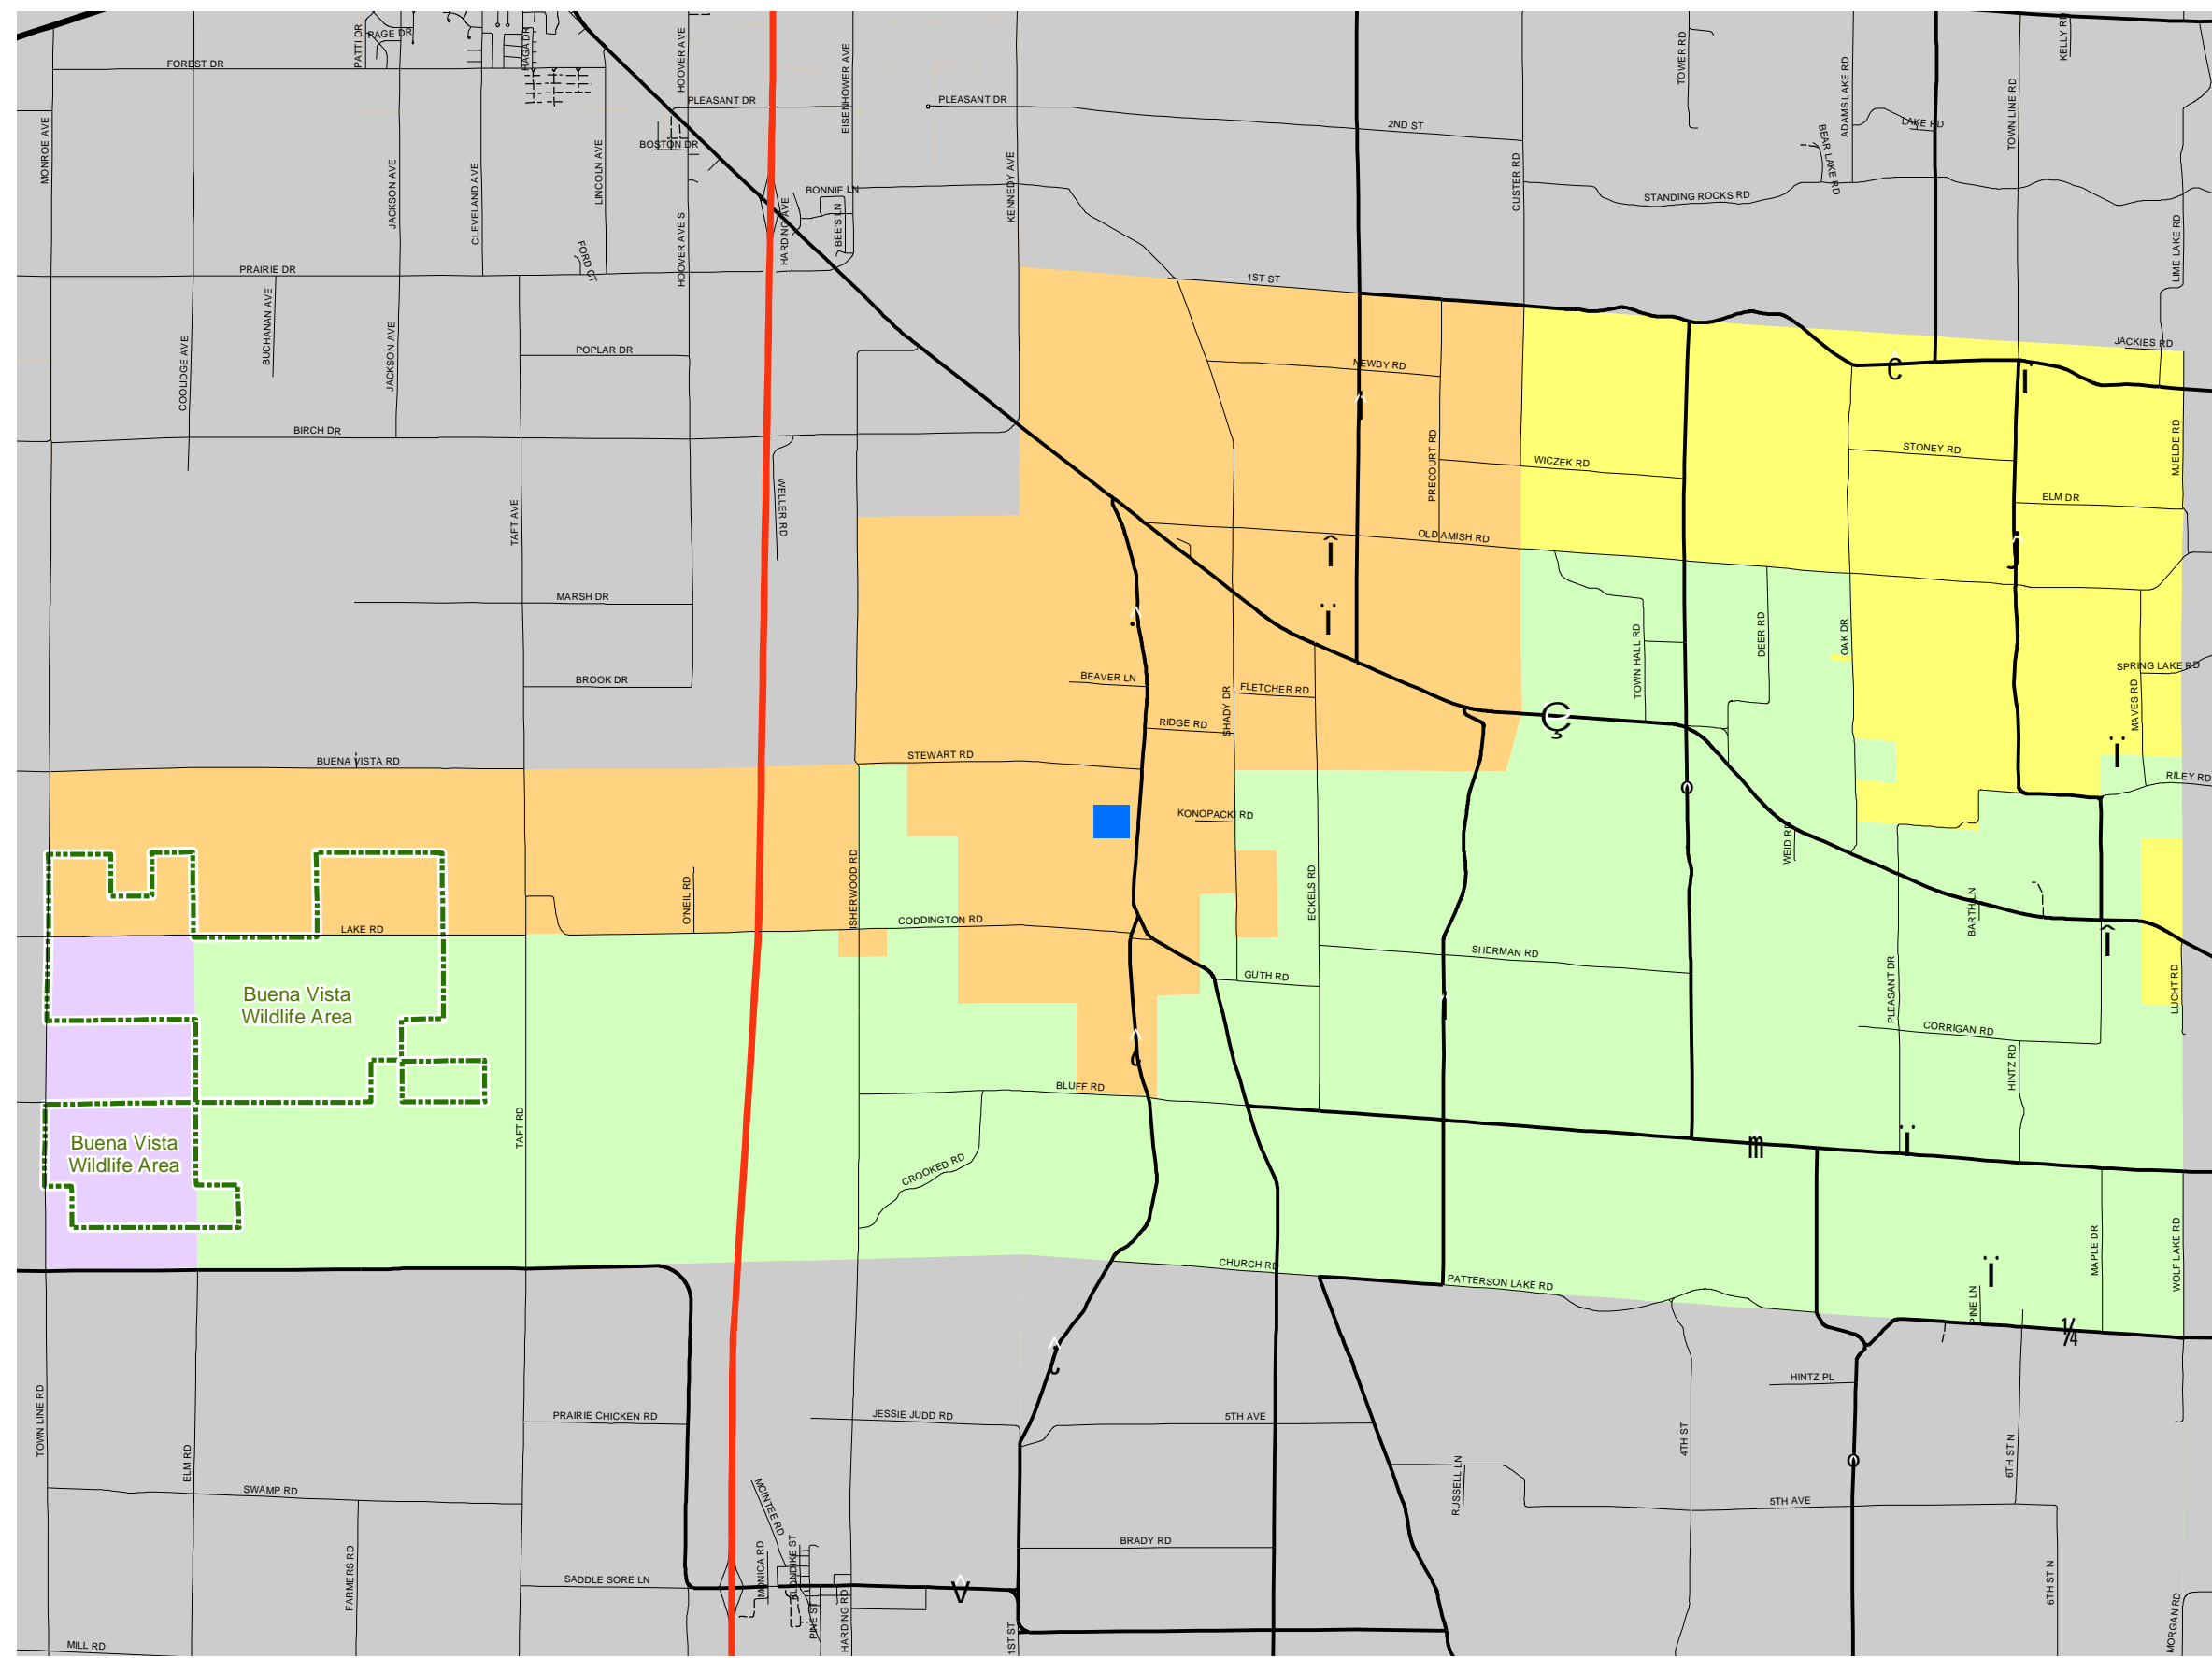 PATTI DR
PAGE DR
HAGA DR
HOOVER AVE
EISENHOWER AVE
TOWER RD
ADAMS LAKE RD
KELLY RD
FOREST DR
PLEASANT DR
PLEASANT DR
2ND ST
LAKE RD
TOWN LINE RD
MONROE AVE
BOSTON DR
BEAR LAKE RD
JACKSON AVE
CLEVELAND AVE
LINCOLN AVE
KENNEDY AVE
CUSTER RD
BONNIE LN
BEE'S LN
HARDING AVE
STANDING ROCKS RD
LIME LAKE RD
FORD CT
HOOVER AVE S
PRAIRIE DR
1ST ST
BUCHANAN AVE
COOLIDGE AVE
JACKSON AVE
POPLAR DR
NEWBY RD
JACKIES RD
BIRCH DR
PRECOURT RD
WICZEK RD
STONEY RD
MJELDE RD
TAFT AVE
WELLER RD
ELM DR
OLD AMISH RD
MARSH DR
TOWN HALL RD
DEER RD
OAK DR
BROOK DR
BEAVER LN
FLETCHER RD
SHADY DR
RIDGE RD
SPRING LAKE RD
MAVES RD
BUENA VISTA RD
STEWART RD
RILEY RD
KONOPACKI RD
WEID RD
ISHERWOOD RD
O'NEIL RD
ECKELS RD
CODDINGTON RD
BARTH LN
LAKE RD
SHERMAN RD
GUTH RD
PLEASANT DR
LUCHT RD
Buena Vista
Wildlife Area
CORRIGAN RD
HINTZ RD
BLUFF RD
TAFT RD
Buena Vista
Wildlife Area
CROOKED RD
MAPLE DR
WOLF LAKE RD
CHURCH RD
PATTERSON LAKE RD
PINE LN
¼
HINTZ PL
TOWN LINE RD
ELM RD
PRAIRIE CHICKEN RD
JESSIE JUDD RD
5TH AVE
4TH ST
6TH ST N
RUSSELL LN
SWAMP RD
MCINTEE RD
5TH AVE
BRADY RD
FARMERS RD
SADDLE SORE LN
MONICA RD
KLONDIKE ST
PINE ST
HARDING RD
1ST ST
6TH ST N
MORGAN RD
MILL RD